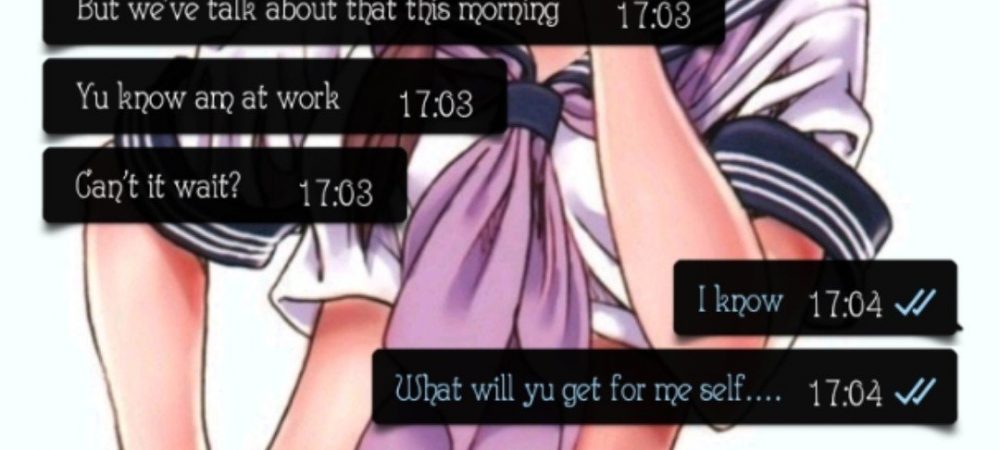 But we've talk about that this morning 17:03
Yu know am at work 17:03
Can't it wait? 17:03
I know 17:04
What will yu get for me self.... 17:04